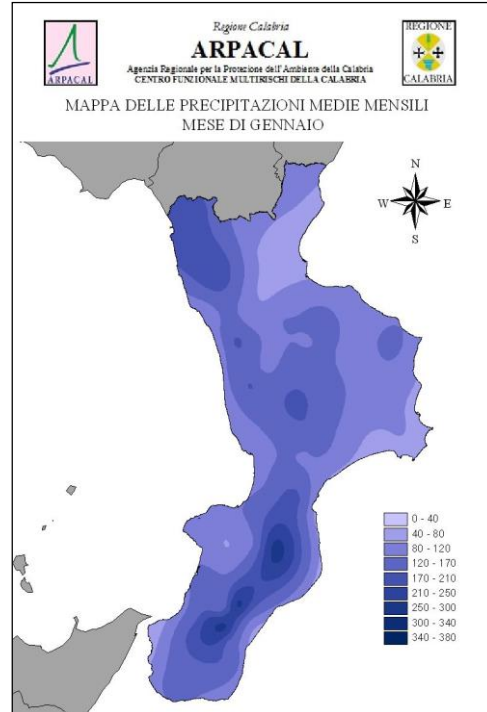 Regione Calabria
ARPACAL
Agenzia Regionale per la Protezione dell'Ambiente della Calabria
CENTRO FUNZIONALE MULTIRISCHI DELLA CALABRIA
ARPACAL
REGIONE
CALABRIA
MAPPA DELLE PRECIPITAZIONI MEDIE MENSILI
MESE DI GENNAIO
N
W E
S
0 - 40
40 - 80
80 - 120
120 - 170
170 - 210
210 - 250
250 - 300
300 - 340
340 - 380